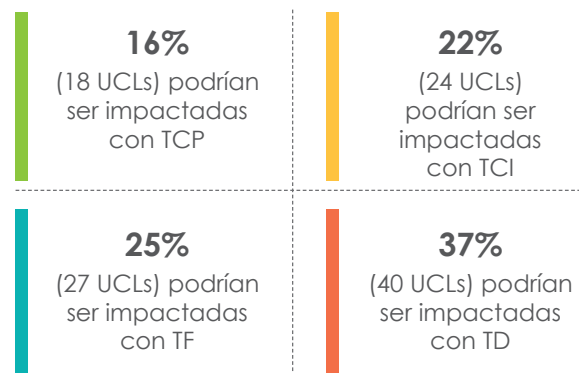 16%
(18 UCLs) podrían
ser impactadas
con TCP
22%
(24 UCLs)
podrían ser
impactadas
con TCI
25%
(27 UCLs) podrían
ser impactadas
con TF
37%
(40 UCLs) podrían
ser impactadas
con TD